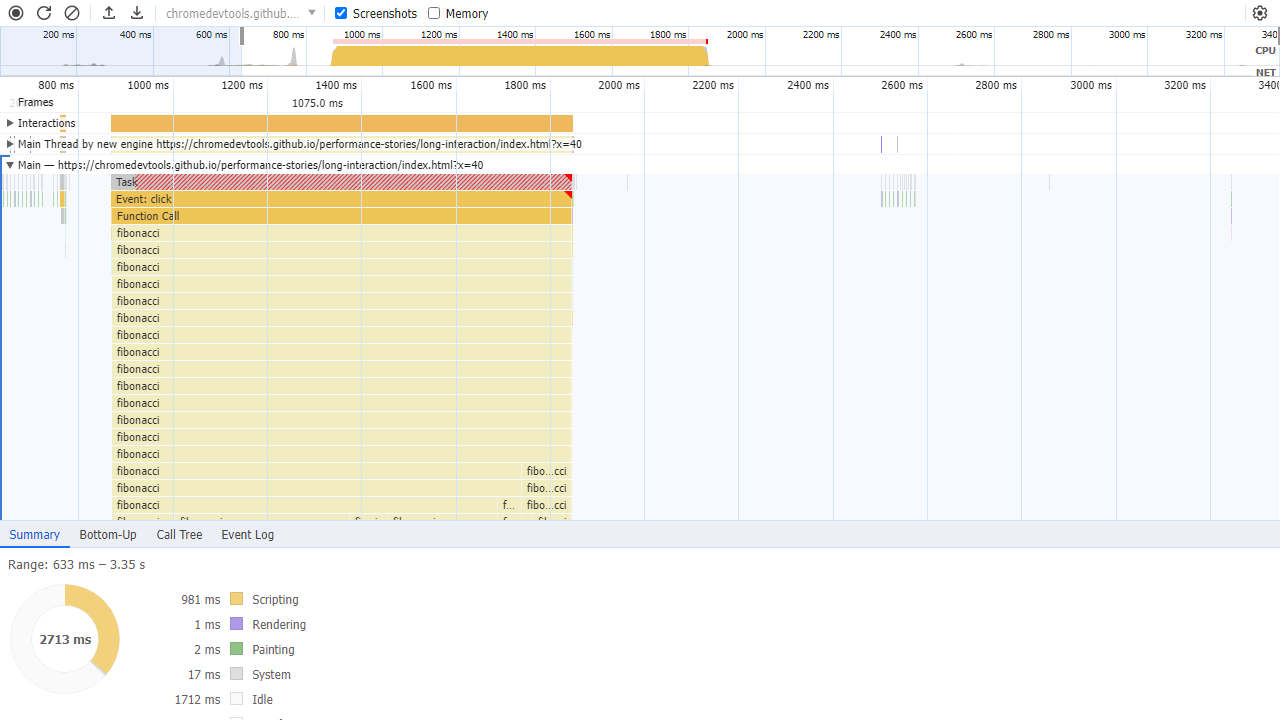 chromedevtools.github.... Screenshots Memory
200 ms 400 ms 600 ms 800 ms 1000 ms 1200 ms 1400 ms 1600 ms 1800 ms 2000 ms 2200 ms 2400 ms 2600 ms 2800 ms 3000 ms 3200 ms 340
CPU
NET
800 ms 1000 ms 1200 ms 1400 ms 1600 ms 1800 ms 2000 ms 2200 ms 2400 ms 2600 ms 2800 ms 3000 ms 3200 ms 3400
Frames 1075.0 ms
Interactions
Main Thread by new engine https://chromedevtools.github.io/performance-stories/long-interaction/index.html?x=40
Main — https://chromedevtools.github.io/performance-stories/long-interaction/index.html?x=40
Task
Event: click
Function Call
fibonacci
fibonacci
fibonacci
fibonacci
fibonacci
fibonacci
fibonacci
fibonacci
fibonacci
fibonacci
fibonacci
fibonacci
fibonacci
fibonacci
fibonacci fibo...cci
fibonacci fibo...cci
fibonacci f... fibo...cci
Summary Bottom-Up Call Tree Event Log
Range: 633 ms – 3.35 s
2713 ms
981 ms Scripting
1 ms Rendering
2 ms Painting
17 ms System
1712 ms Idle